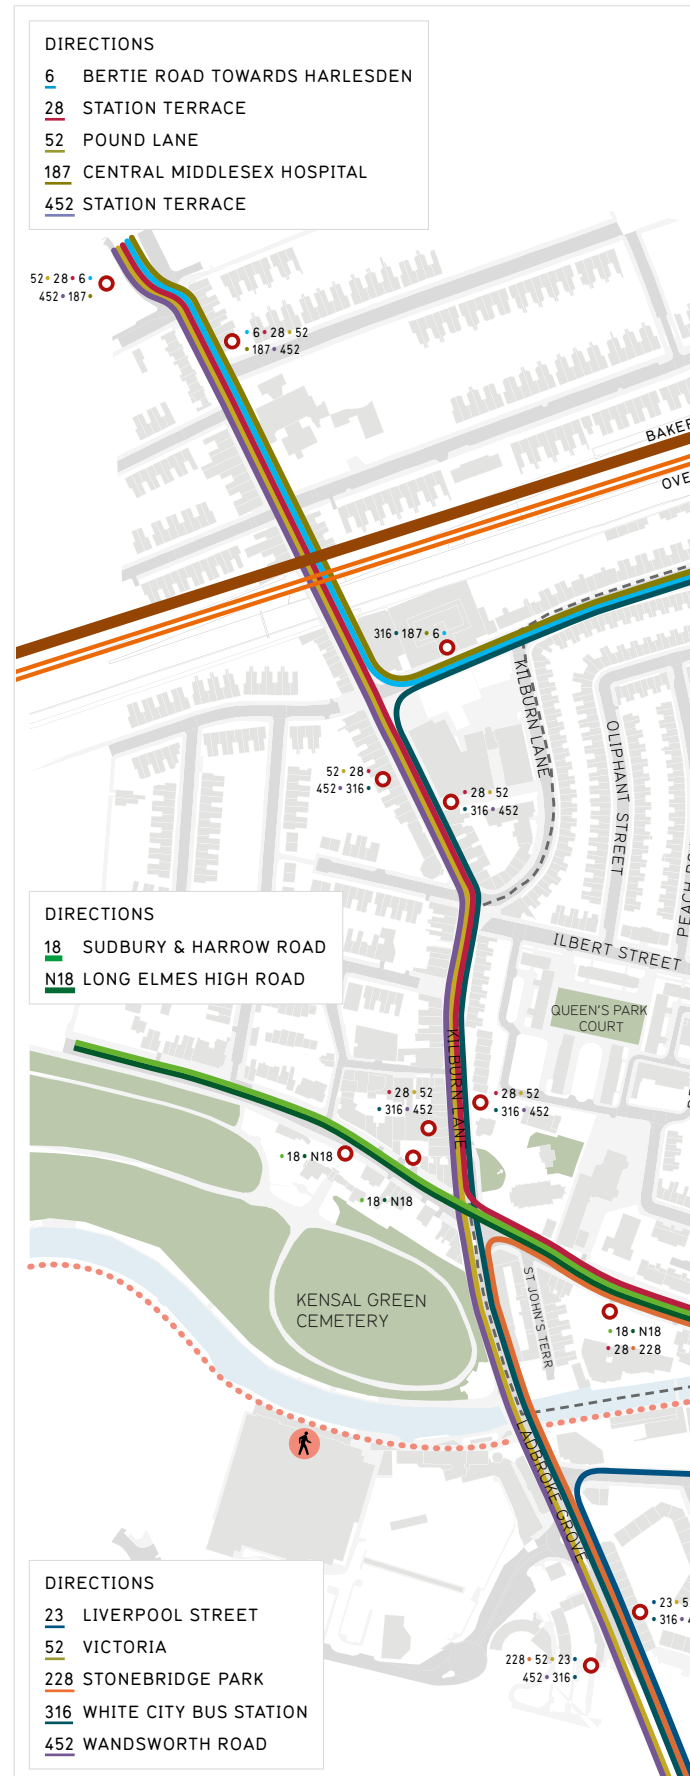 DIRECTIONS
6 BERTIE ROAD TOWARDS HARLESDEN
28 STATION TERRACE
52 POUND LANE
187 CENTRAL MIDDLESEX HOSPITAL
452 STATION TERRACE
52 • 28 • 6 •
452 • 187 •
• 6 • 28 • 52
• 187 • 452
BAKER
OVE
316 • 187 • 6 •
KILBURN LANE
OLIPHANT STREET
52 • 28 •
452 • 316 •
• 28 • 52
• 316 • 452
PEACH
DIRECTIONS
18 SUDBURY & HARROW ROAD
N18 LONG ELMES HIGH ROAD
ILBERT STREET
QUEEN'S PARK
COURT
KILBURN LANE
• 28 • 52
• 316 • 452
• 28 • 52
• 316 • 452
• 18 • N18
• 18 • N18
KENSAL GREEN
CEMETERY
ST JOHN'S TERR
• 18 • N18
• 28 • 228
LADBROKE GROVE
DIRECTIONS
23 LIVERPOOL STREET
52 VICTORIA
228 STONEBRIDGE PARK
316 WHITE CITY BUS STATION
452 WANDSWORTH ROAD
• 23 • 5
• 316 • 4
228 • 52 • 23 •
452 • 316 •